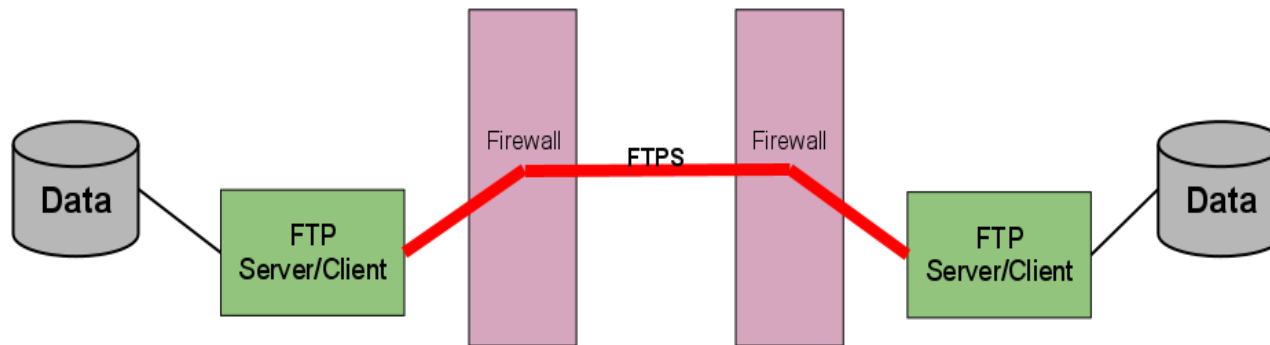 Firewall
Firewall
FTPS
Data
Data
FTP
Server/Client
FTP
Server/Client